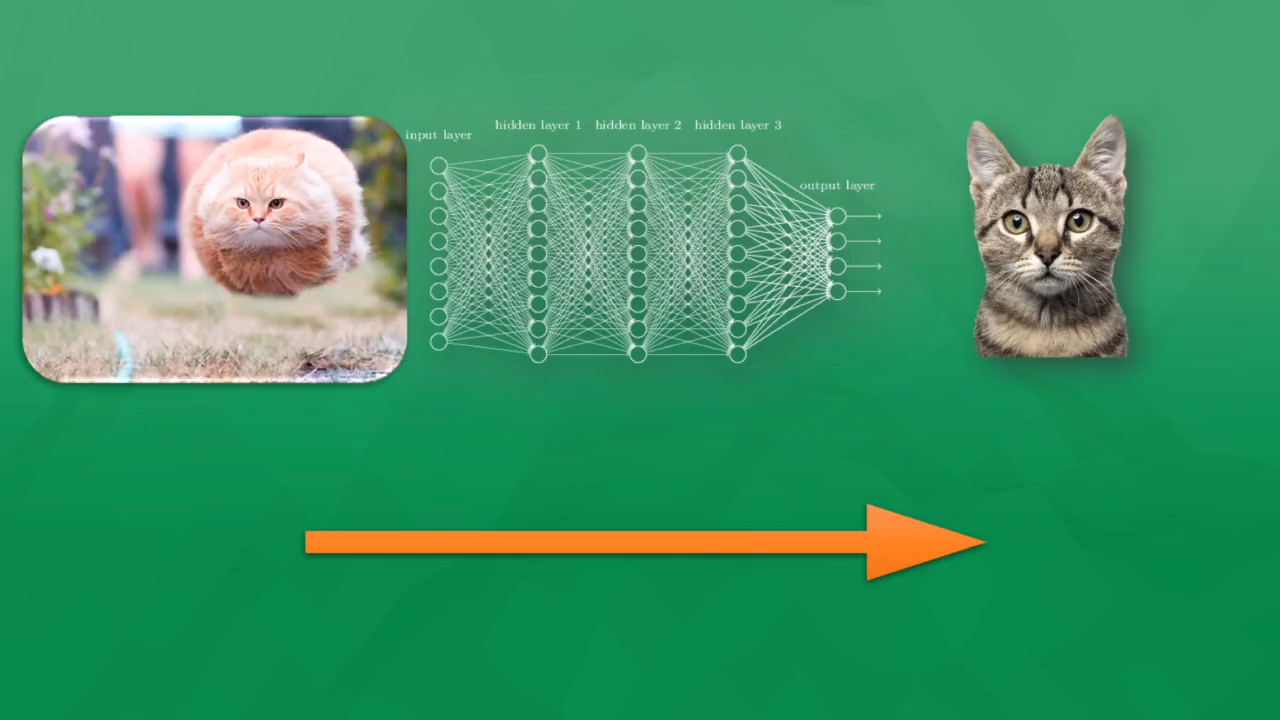 input layer
hidden layer 1
hidden layer 2
hidden layer 3
output layer